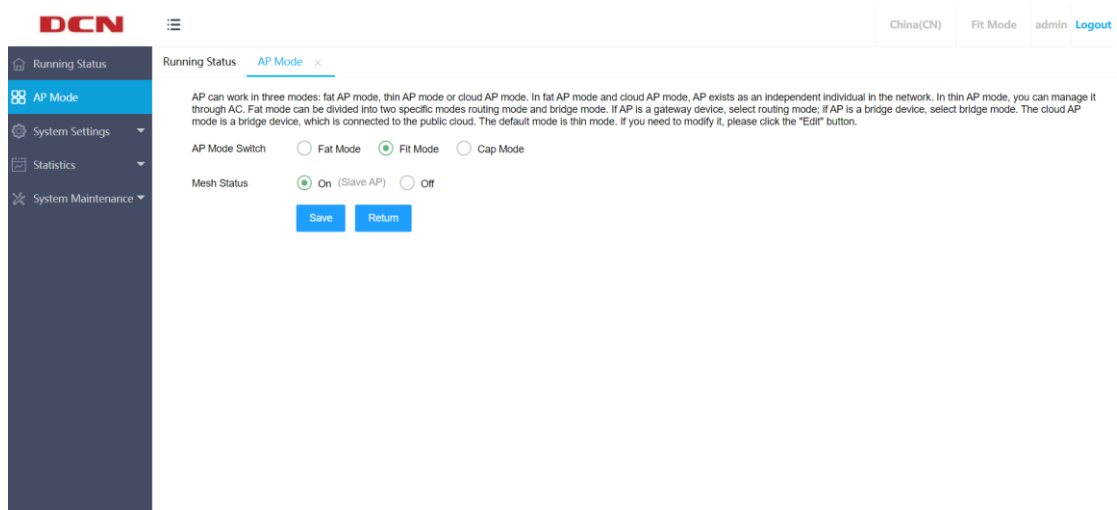 DCN
China(CN) Fit Mode admin Logout
Running Status
AP Mode
System Settings
Statistics
System Maintenance
Running Status AP Mode ×
AP can work in three modes: fat AP mode, thin AP mode or cloud AP mode. In fat AP mode and cloud AP mode, AP exists as an independent individual in the network. In thin AP mode, you can manage it
through AC. Fat mode can be divided into two specific modes routing mode and bridge mode. If AP is a gateway device, select routing mode; if AP is a bridge device, select bridge mode. The cloud AP
mode is a bridge device, which is connected to the public cloud. The default mode is thin mode. If you need to modify it, please click the "Edit" button.
AP Mode Switch Fat Mode Fit Mode Cap Mode
Mesh Status On (Slave AP) Off
Save Return